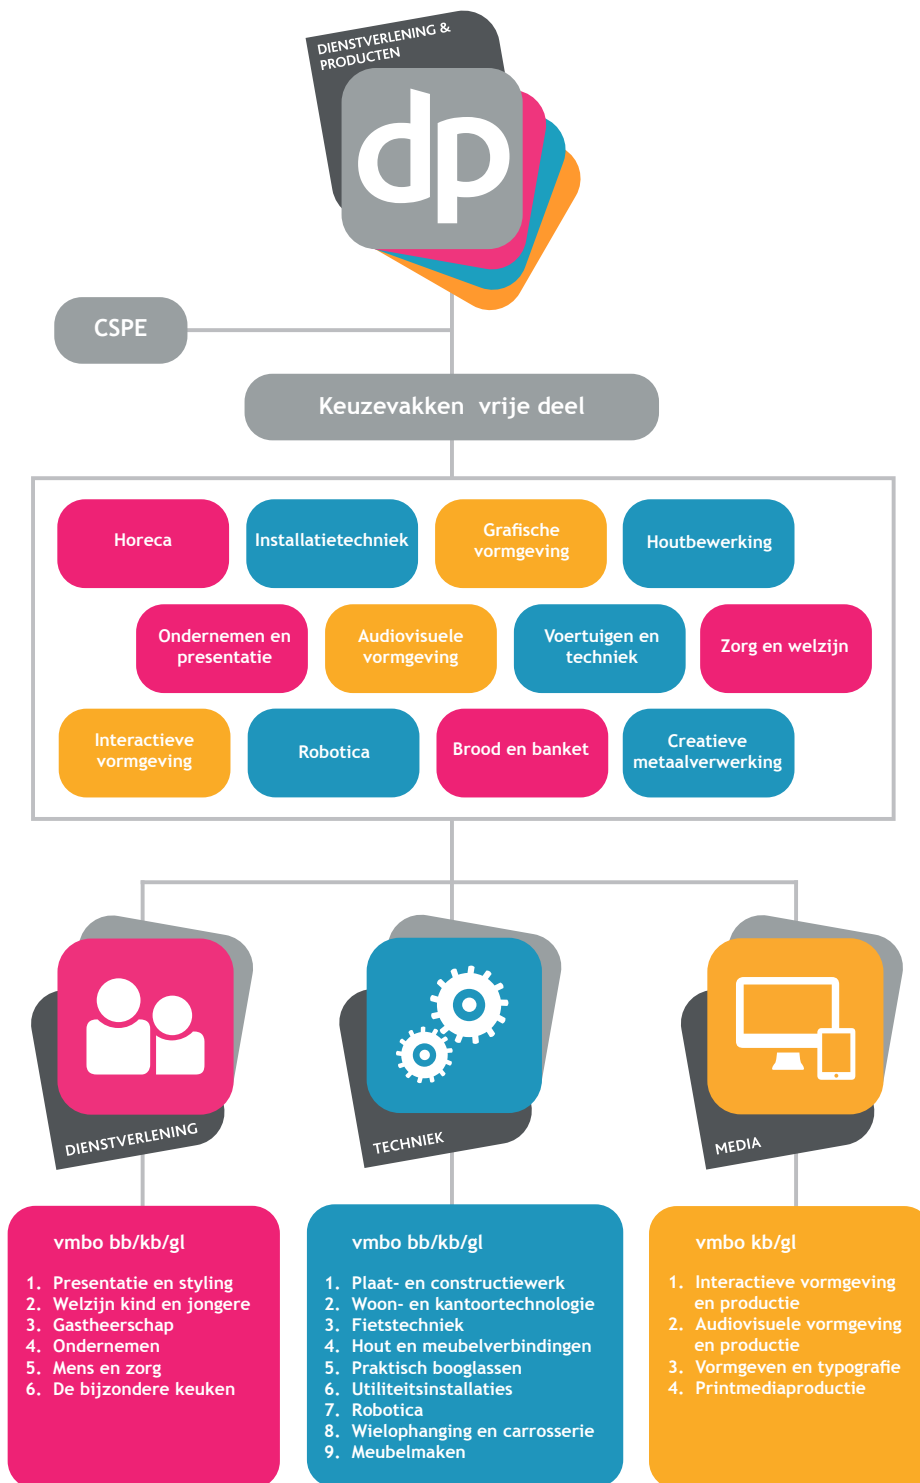 DIENSTVERLENING &
PRODUCTEN
dp
CSPE
Keuzevakken vrije deel
Horeca
Installatietechniek
Grafische
vormgeving
Houtbewerking
Ondernemen en
presentatie
Audiovisuele
vormgeving
Voertuigen en
techniek
Zorg en welzijn
Interactieve
vormgeving
Robotica
Brood en banket
Creatieve
metaalverwerking
DIENSTVERLENING
TECHNIEK
MEDIA
vmbo bb/kb/gl
1. Presentatie en styling
2. Welzijn kind en jongere
3. Gastheerschap
4. Ondernemen
5. Mens en zorg
6. De bijzondere keuken
vmbo bb/kb/gl
1. Plaat- en constructiewerk
2. Woon- en kantoortechnologie
3. Fietstechniek
4. Hout en meubelverbindingen
5. Praktisch booglassen
6. Utiliteitsinstallaties
7. Robotica
8. Wielophanging en carrosserie
9. Meubelmaken
vmbo kb/gl
1. Interactieve vormgeving
en productie
2. Audiovisuele vormgeving
en productie
3. Vormgeven en typografie
4. Printmediaproductie